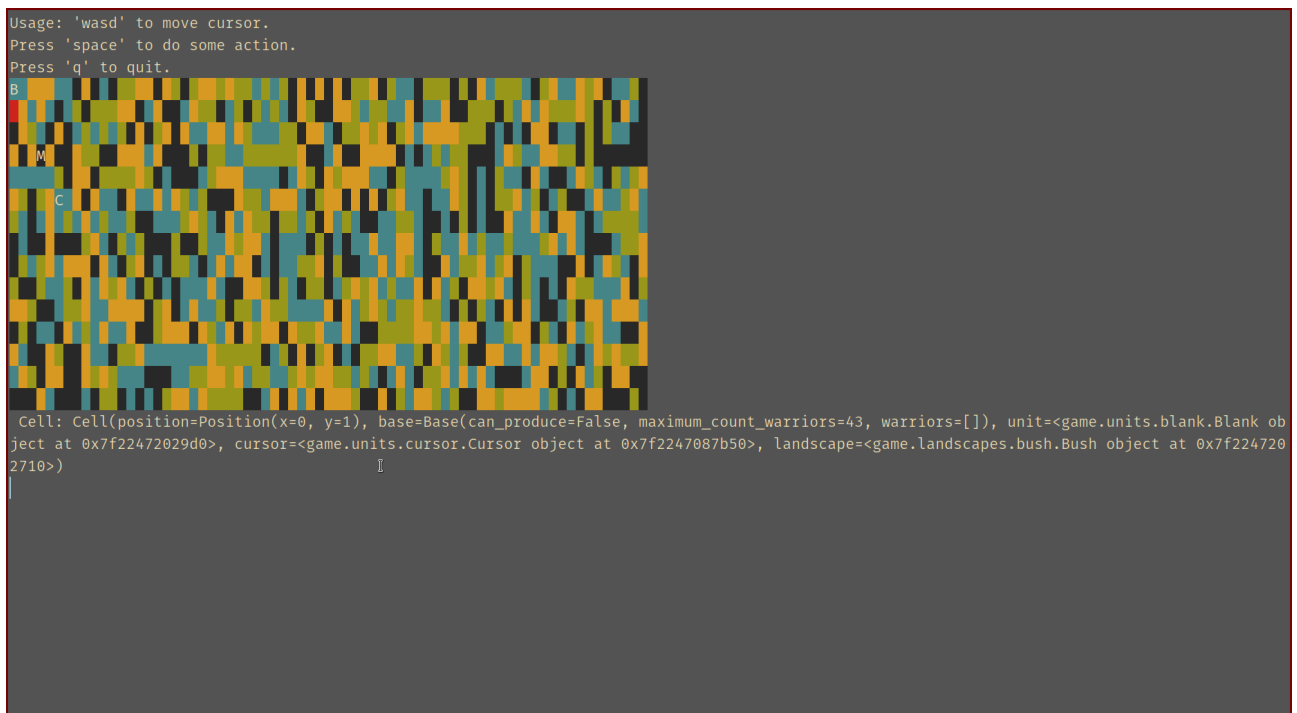 Usage: 'wasd' to move cursor.
Press 'space' to do some action.
Press 'q' to quit.
B
M
C
Cell: Cell(position=Position(x=0, y=1), base=Base(can_produce=False, maximum_count_warriors=43, warriors=[]), unit=<game.units.blank.Blank ob
ject at 0x7f22472029d0>, cursor=<game.units.cursor.Cursor object at 0x7f2247087b50>, landscape=<game.landscapes.bush.Bush object at 0x7f224720
2710>)